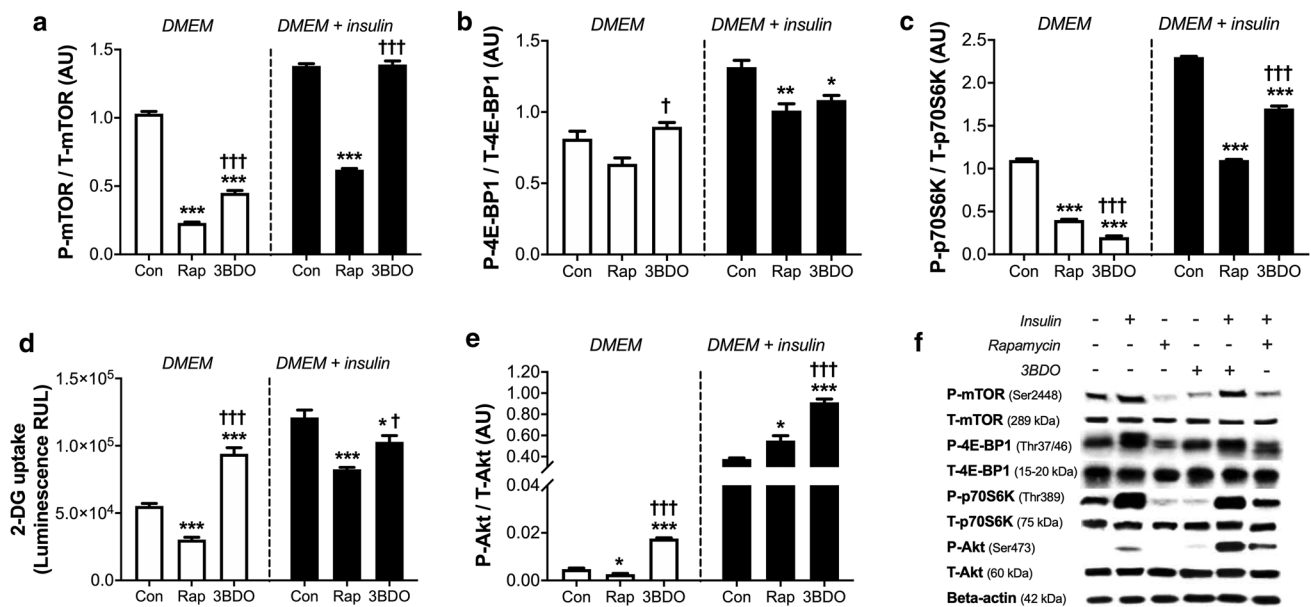 a
DMEM
DMEM + insulin
P-mTOR / T-mTOR (AU)
1.5
1.0
0.5
0.0
***
†††
***
***
†††
Con Rap 3BDO Con Rap 3BDO
b
DMEM
DMEM + insulin
P-4E-BP1 / T-4E-BP1 (AU)
1.5
1.0
0.5
0.0
†
**
*
Con Rap 3BDO Con Rap 3BDO
c
DMEM
DMEM + insulin
P-p70S6K / T-p70S6K (AU)
2.5
2.0
1.5
1.0
0.5
0.0
***
†††
***
***
†††
***
Con Rap 3BDO Con Rap 3BDO
d
DMEM
DMEM + insulin
2-DG uptake
(Luminescence RUL)
1.5×10⁵
1.0×10⁵
5.0×10⁴
0.0
***
†††
***
***
* †
Con Rap 3BDO Con Rap 3BDO
e
DMEM
DMEM + insulin
P-Akt / T-Akt (AU)
1.20
1.00
0.80
0.60
0.40
0.04
0.02
0.00
*
†††
***
*
†††
***
Con Rap 3BDO Con Rap 3BDO
f
Insulin - + - - + +
Rapamycin - - + - - +
3BDO - - - + + -
P-mTOR (Ser2448)
T-mTOR (289 kDa)
P-4E-BP1 (Thr37/46)
T-4E-BP1 (15-20 kDa)
P-p70S6K (Thr389)
T-p70S6K (75 kDa)
P-Akt (Ser473)
T-Akt (60 kDa)
Beta-actin (42 kDa)